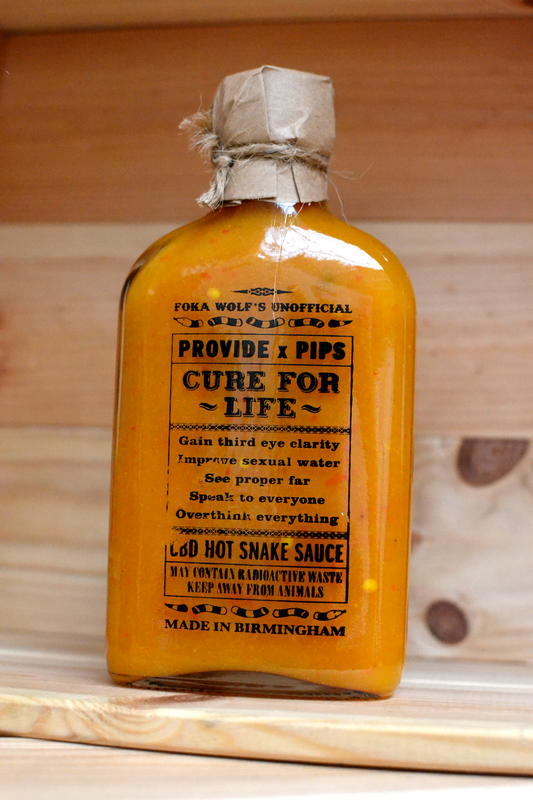 FOKA WOLF'S UNOFFICIAL
PROVIDE x PIPS
CURE FOR
~LIFE~
Gain third eye clarity
Improve sexual water
See proper far
Speak to everyone
Overthink everything
CBD HOT SNAKE SAUCE
MAY CONTAIN RADIOACTIVE WASTE
KEEP AWAY FROM ANIMALS
MADE IN BIRMINGHAM